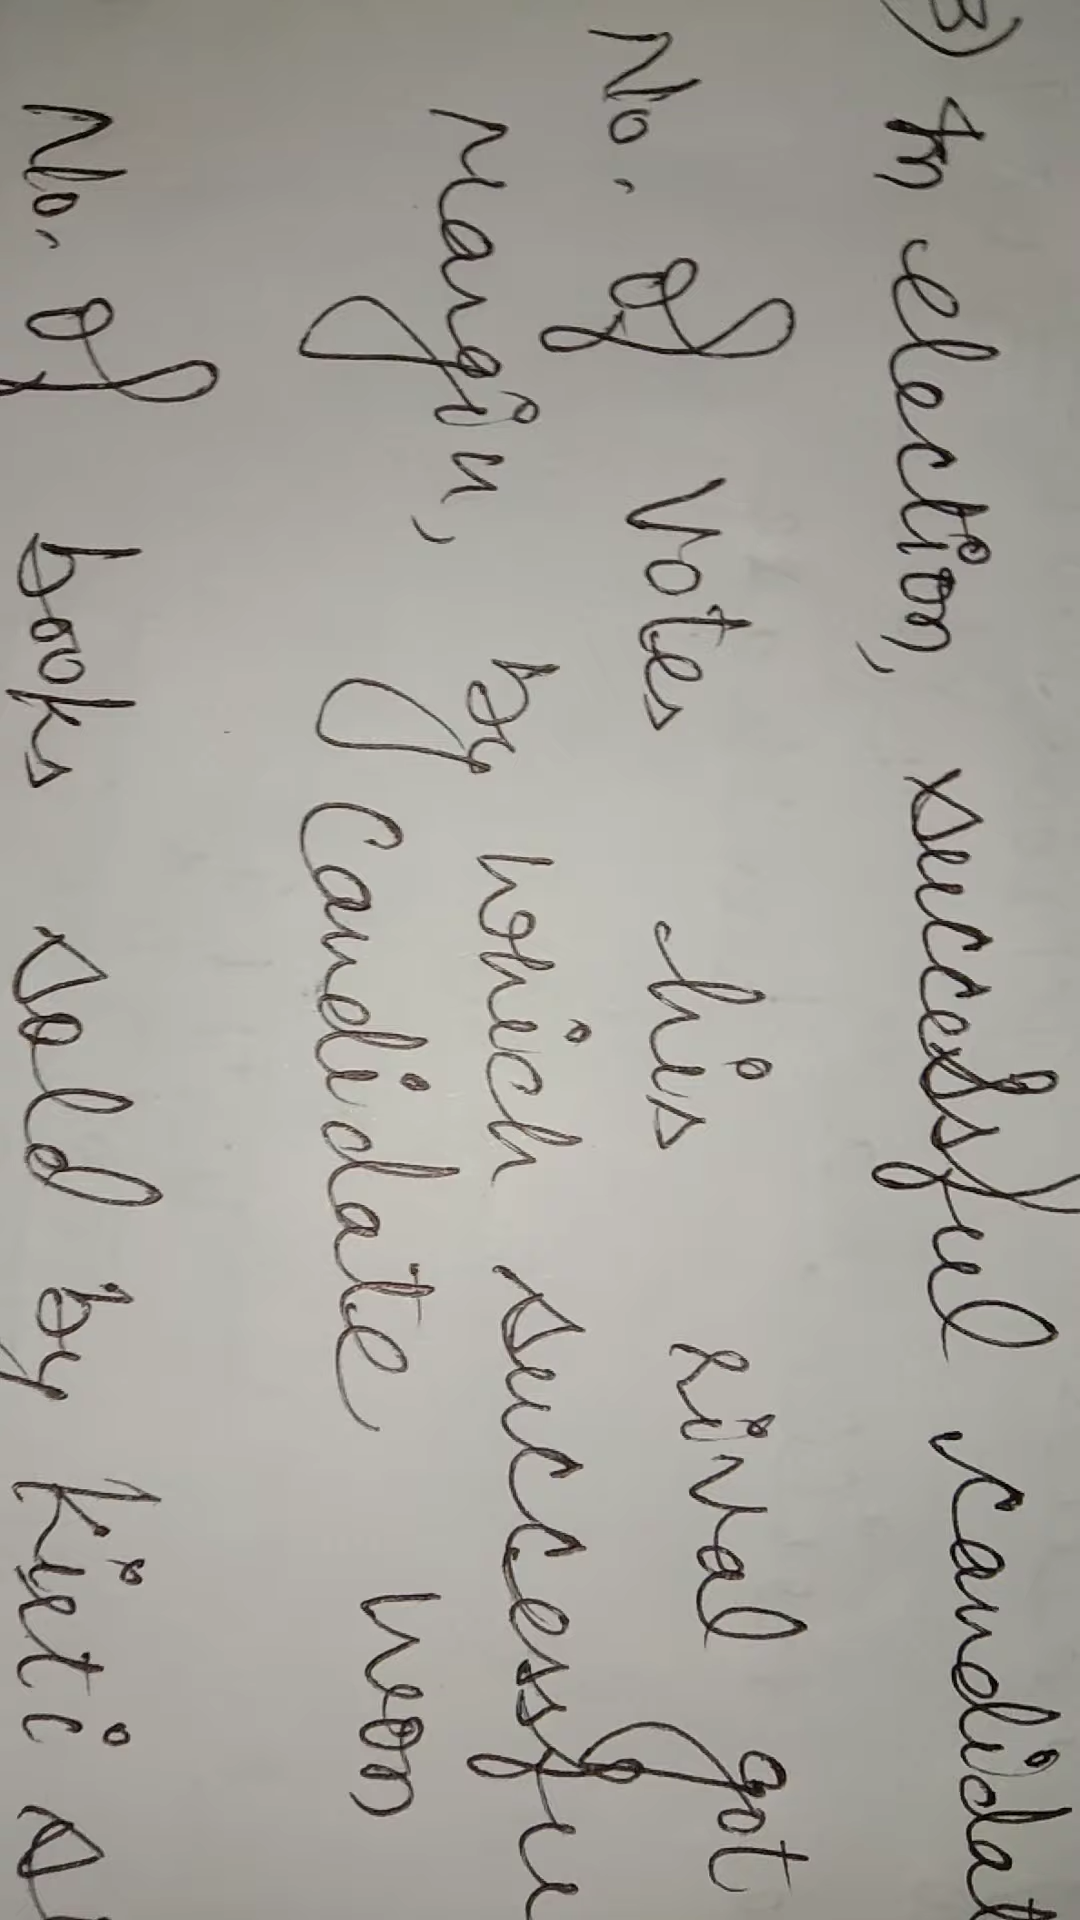 3) In election, successful candidat
No. of Votes his rival got
Margin, by which successfu
Candidate won
No. of books sold by Kirti